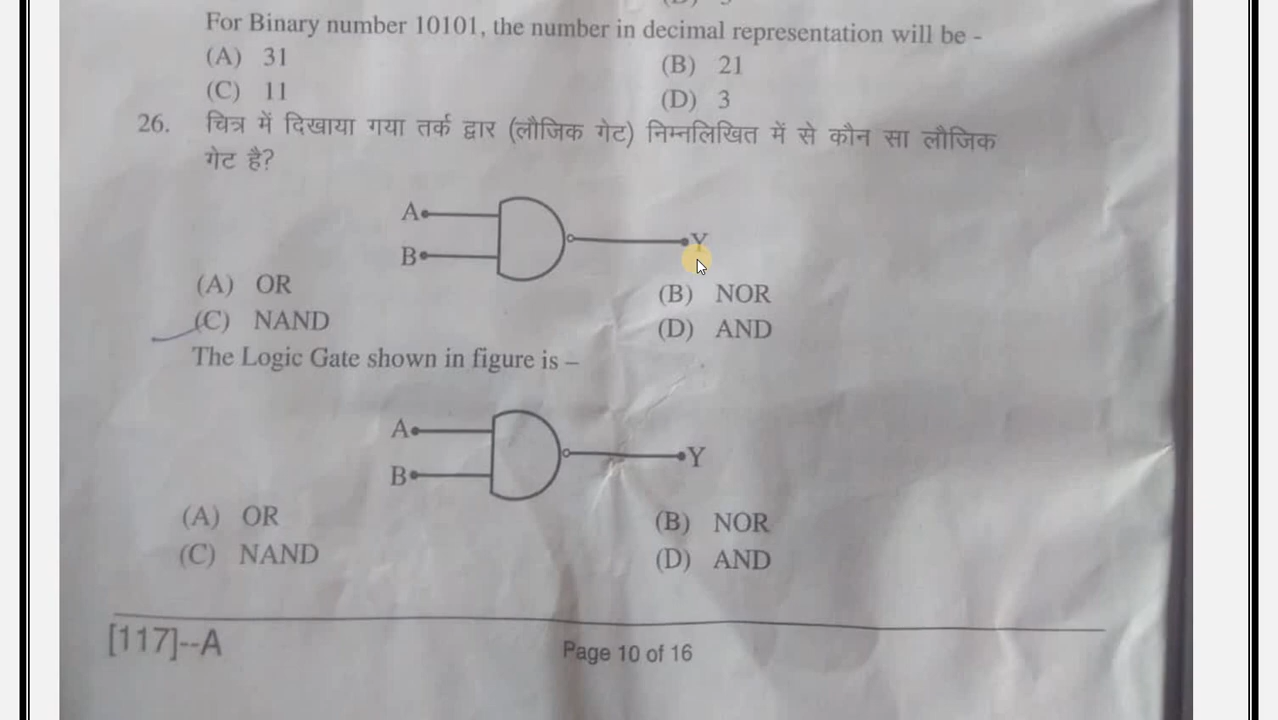 For Binary number 10101, the number in decimal representation will be -
(A) 31 (B) 21
(C) 11 (D) 3
26. चित्र में दिखाया गया तर्क द्वार (लौजिक गेट) निम्नलिखित में से कौन सा लौजिक
गेट है?
A
B
Y
(A) OR (B) NOR
(C) NAND (D) AND
The Logic Gate shown in figure is –
A
B
Y
(A) OR (B) NOR
(C) NAND (D) AND
[117]--A Page 10 of 16